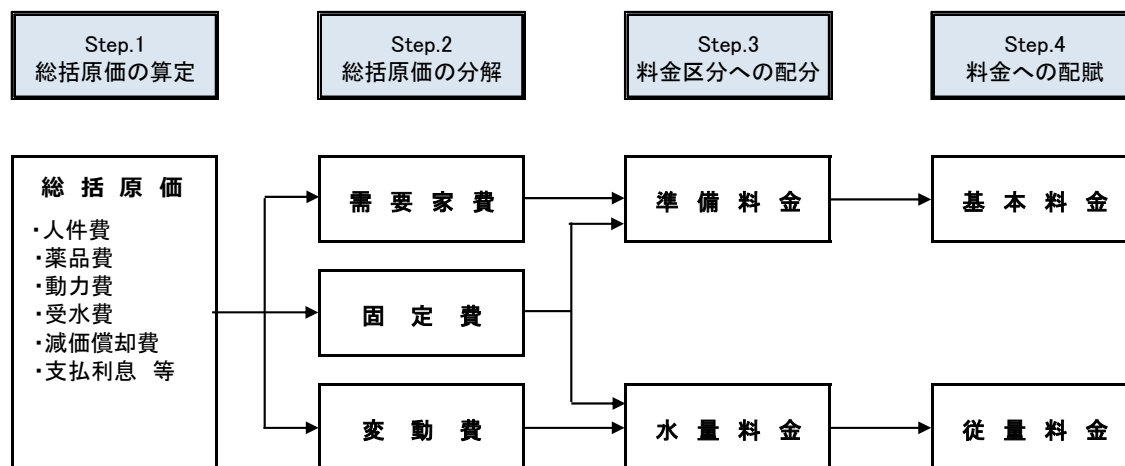 Step.1
総括原価の算定
Step.2
総括原価の分解
Step.3
料金区分への配分
Step.4
料金への配賦
総括原価
・人件費
・薬品費
・動力費
・受水費
・減価償却費
・支払利息 等
需要家費
固定費
変動費
準備料金
水量料金
基本料金
従量料金